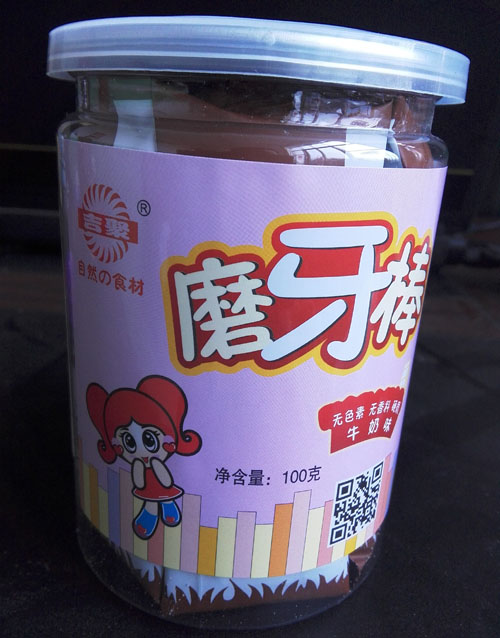 吉聚
®
自然の食材
磨牙棒
无色素 无香料
牛奶味
净含量：100克